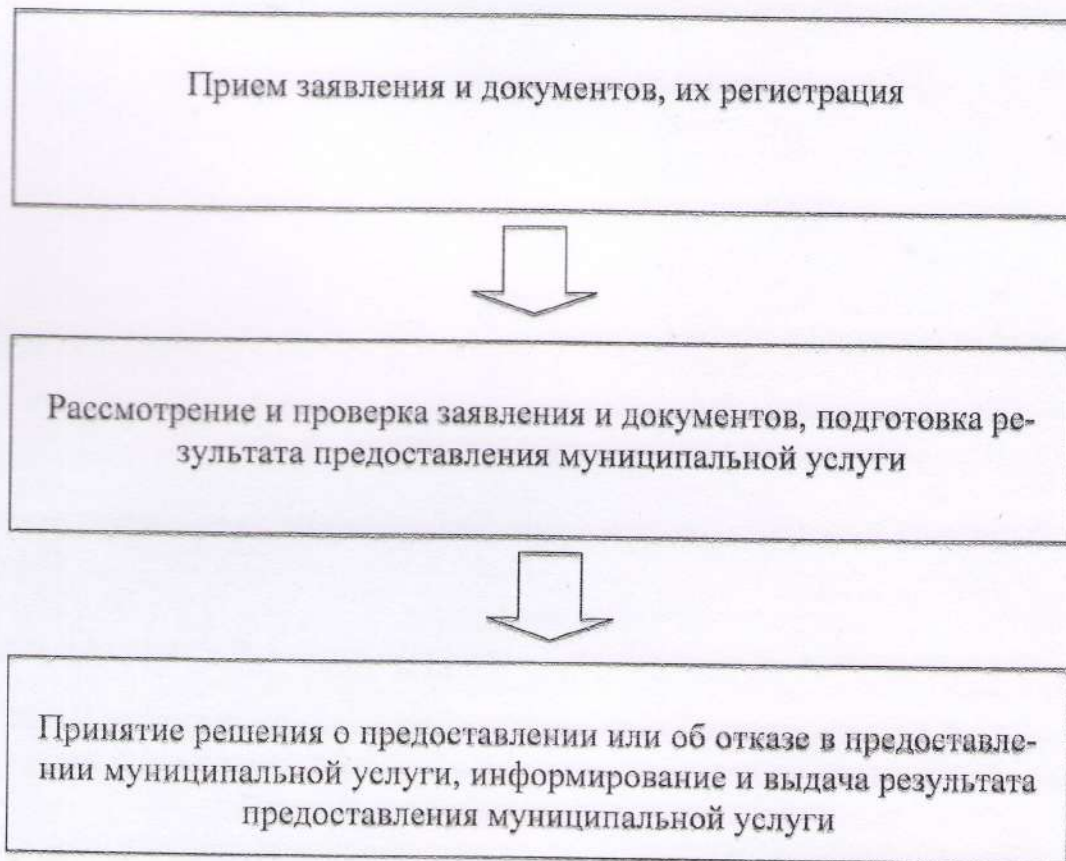 Прием заявления и документов, их регистрация
Рассмотрение и проверка заявления и документов, подготовка ре-
зультата предоставления муниципальной услуги
Принятие решения о предоставлении или об отказе в предоставле-
нии муниципальной услуги, информирование и выдача результата
предоставления муниципальной услуги